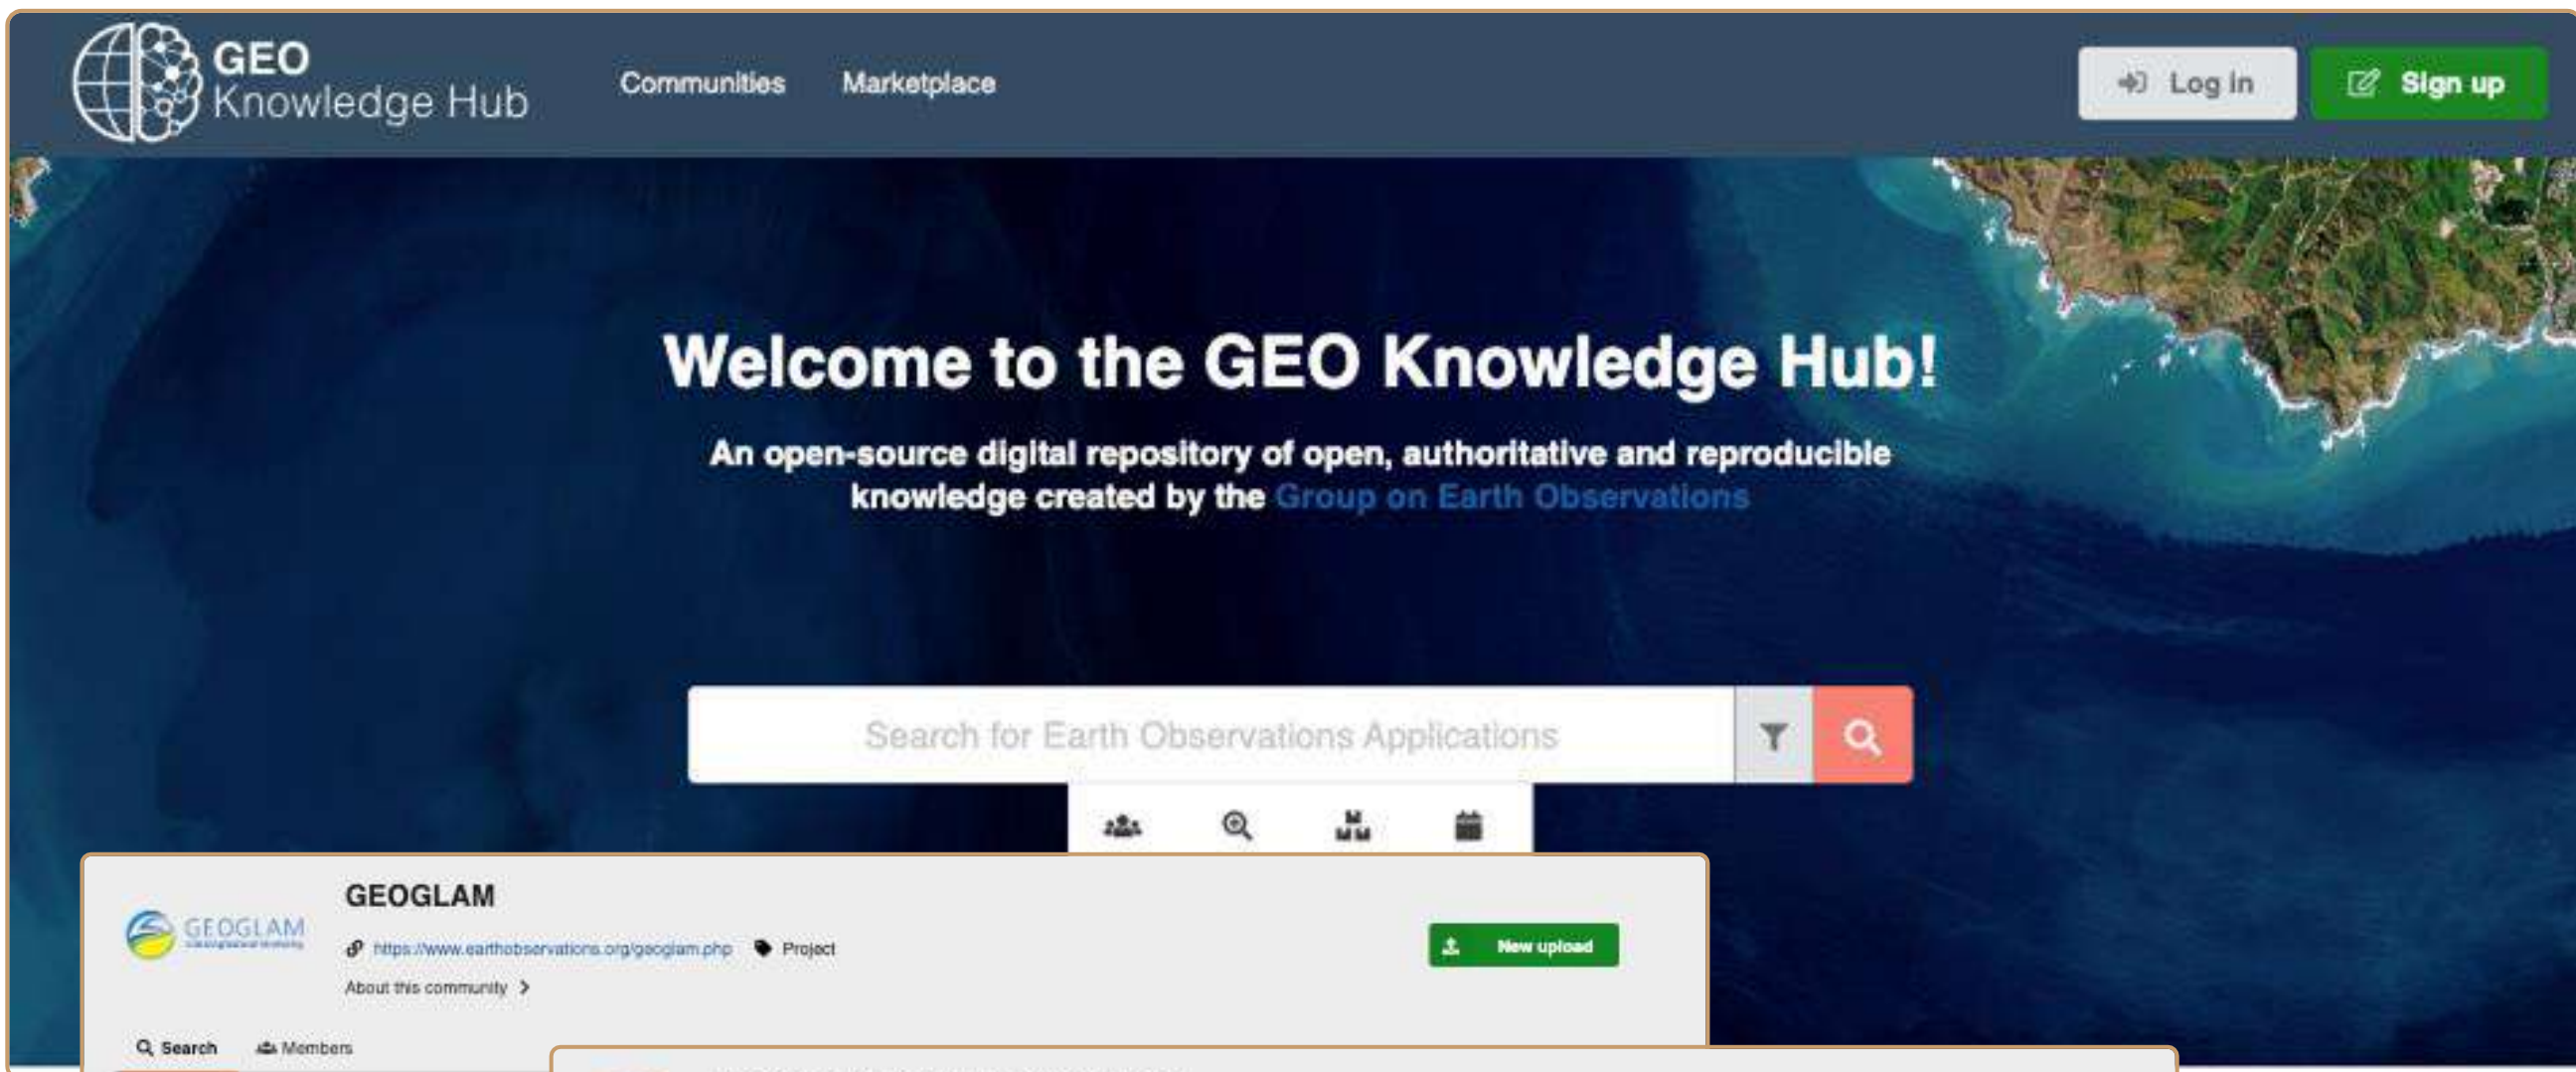 GEO
Knowledge Hub
Communities
Marketplace
Log in
Sign up
Welcome to the GEO Knowledge Hub!
An open-source digital repository of open, authoritative and reproducible
knowledge created by the Group on Earth Observations
Search for Earth Observations Applications
GEOGLAM
GEOGLAM
https://www.earthobservations.org/geoglam.php
Project
New upload
About this community
Search
Members